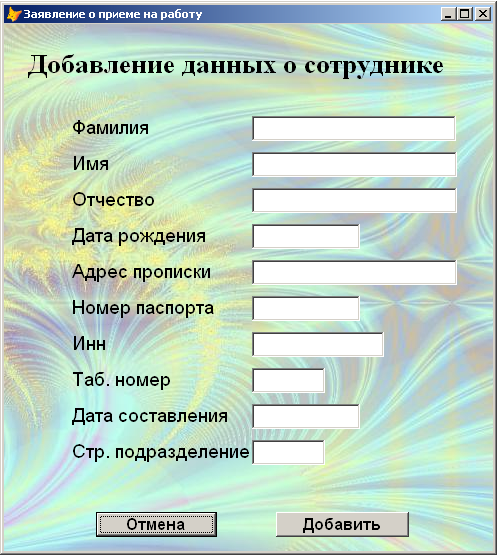 Заявление о приеме на работу
Добавление данных о сотруднике
Фамилия
Имя
Отчество
Дата рождения
Адрес прописки
Номер паспорта
Инн
Таб. номер
Дата составления
Стр. подразделение
Отмена Добавить